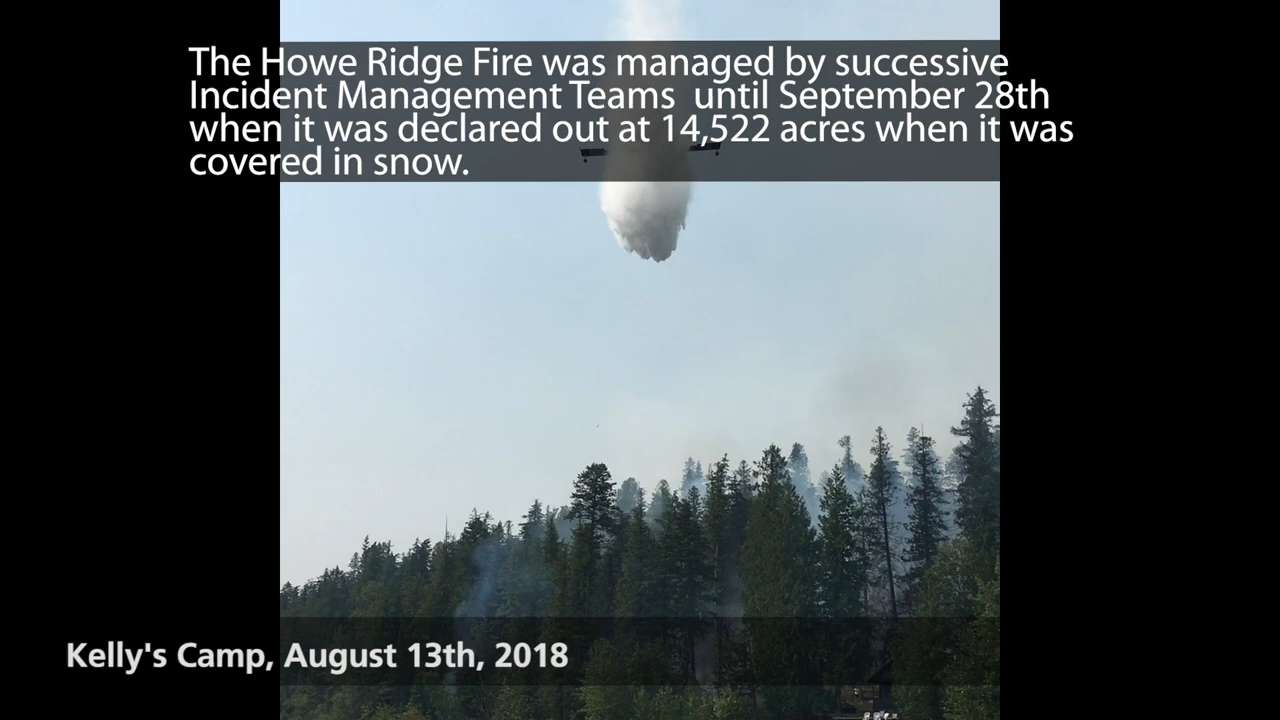 The Howe Ridge Fire was managed by successive
Incident Management Teams  until September 28th
when it was declared out at 14,522 acres when it was
covered in snow.
Kelly's Camp, August 13th, 2018